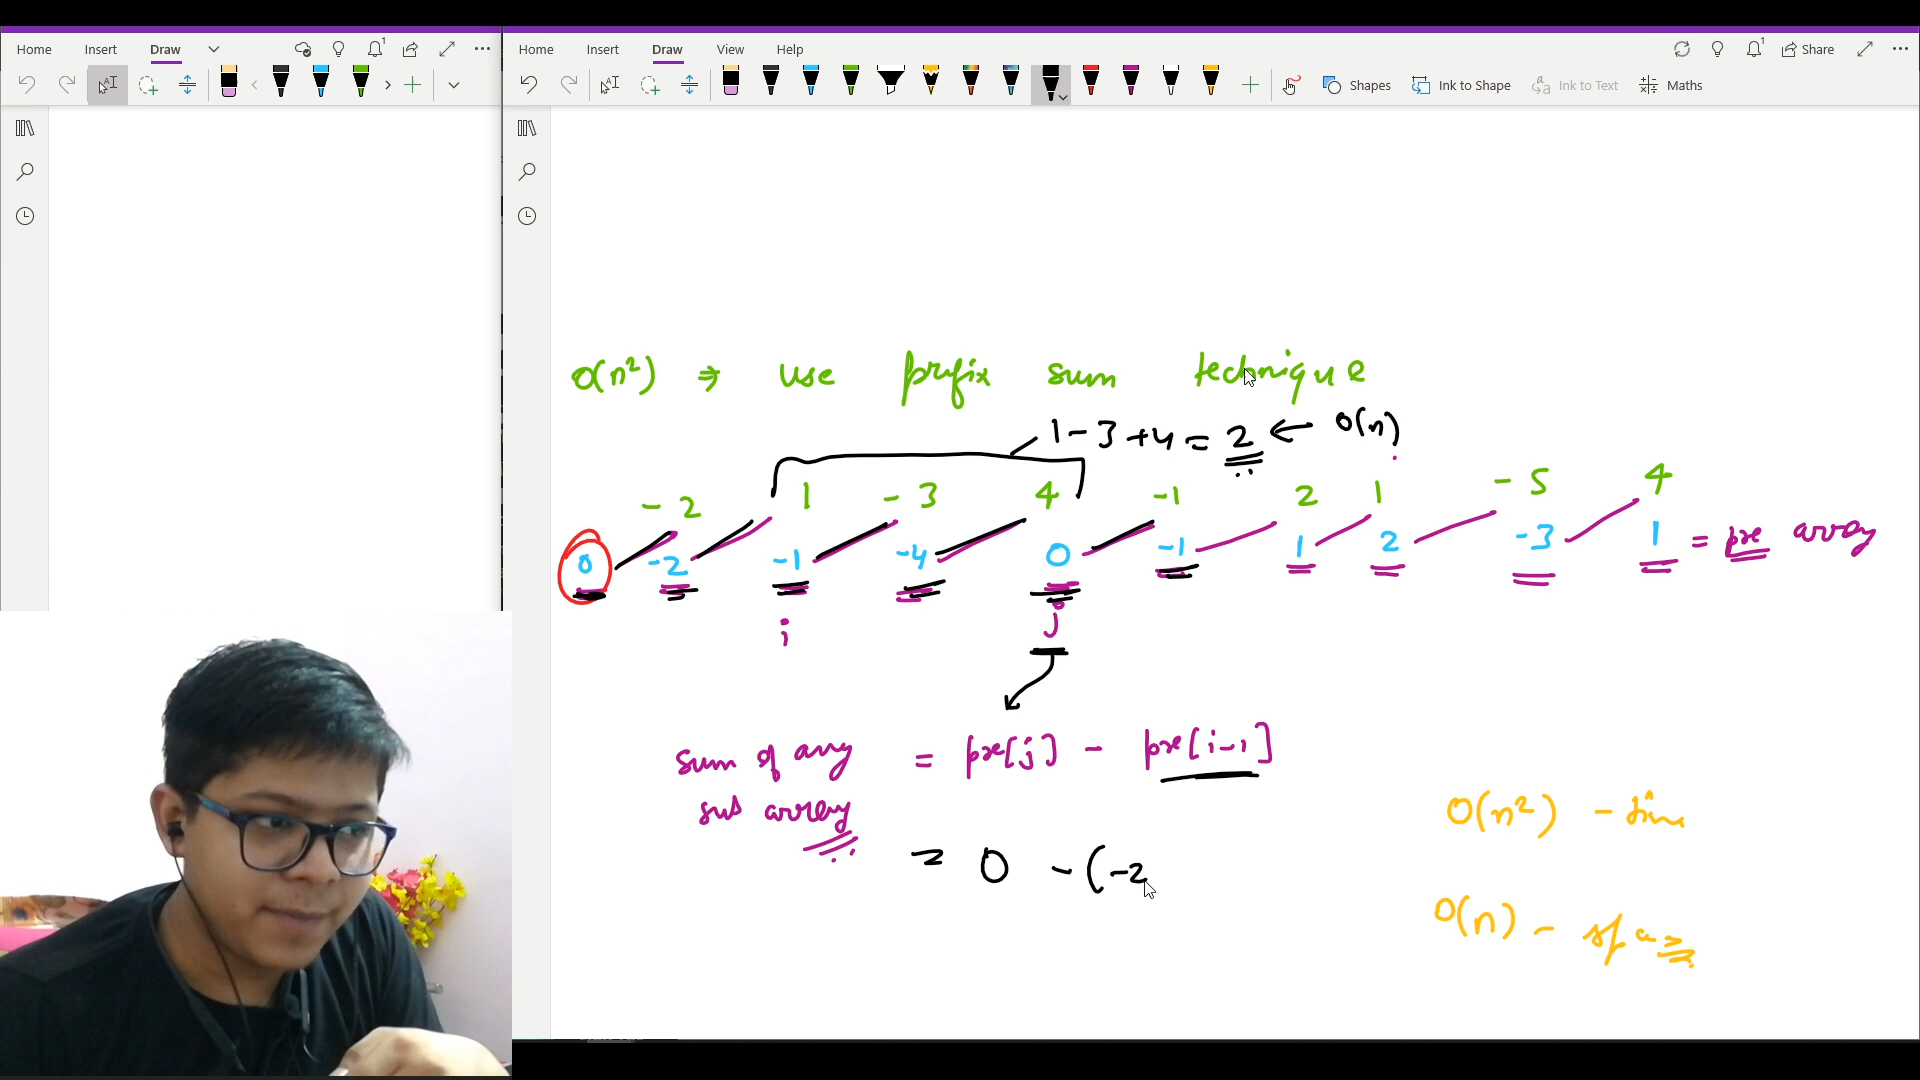 Home Insert Draw
Home Insert Draw View Help Share
Shapes Ink to Shape Ink to Text Maths
O(n²) ⇒ use prefix sum technique
1 - 3 + 4 = 2 ← O(n)
-2 1 -3 4 -1 2 1 -5 4
0 -2 -1 -4 0 -1 1 2 -3 1 = pre array
i j
sum of any = pre[j] - pre[i-1]
sub array
= 0 - (-2
O(n²) - time
O(n) - space